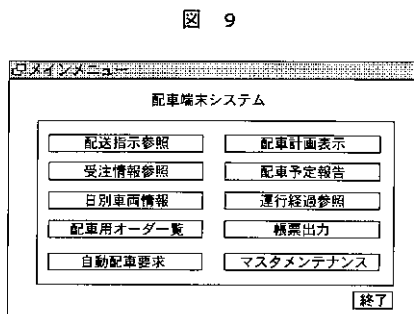 図 9
メインメニュー
配車端末システム
配送指示参照 配車計画表示
受注情報参照 配車予定報告
日別車両情報 運行経過参照
配車用オーダ一覧 帳票出力
自動配車要求 マスタメンテナンス
終了